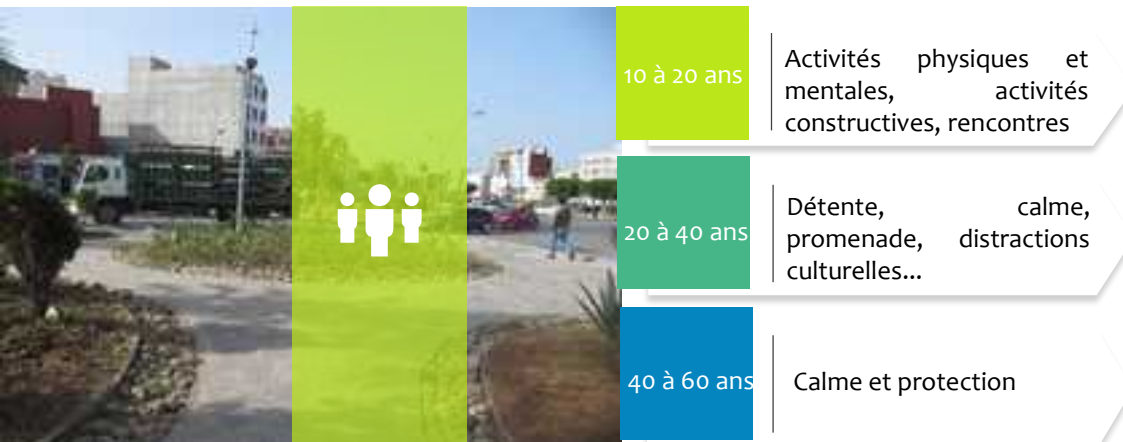 10 à 20 ans
Activités physiques et
mentales, activités
constructives, rencontres
20 à 40 ans
Détente, calme,
promenade, distractions
culturelles...
40 à 60 ans
Calme et protection